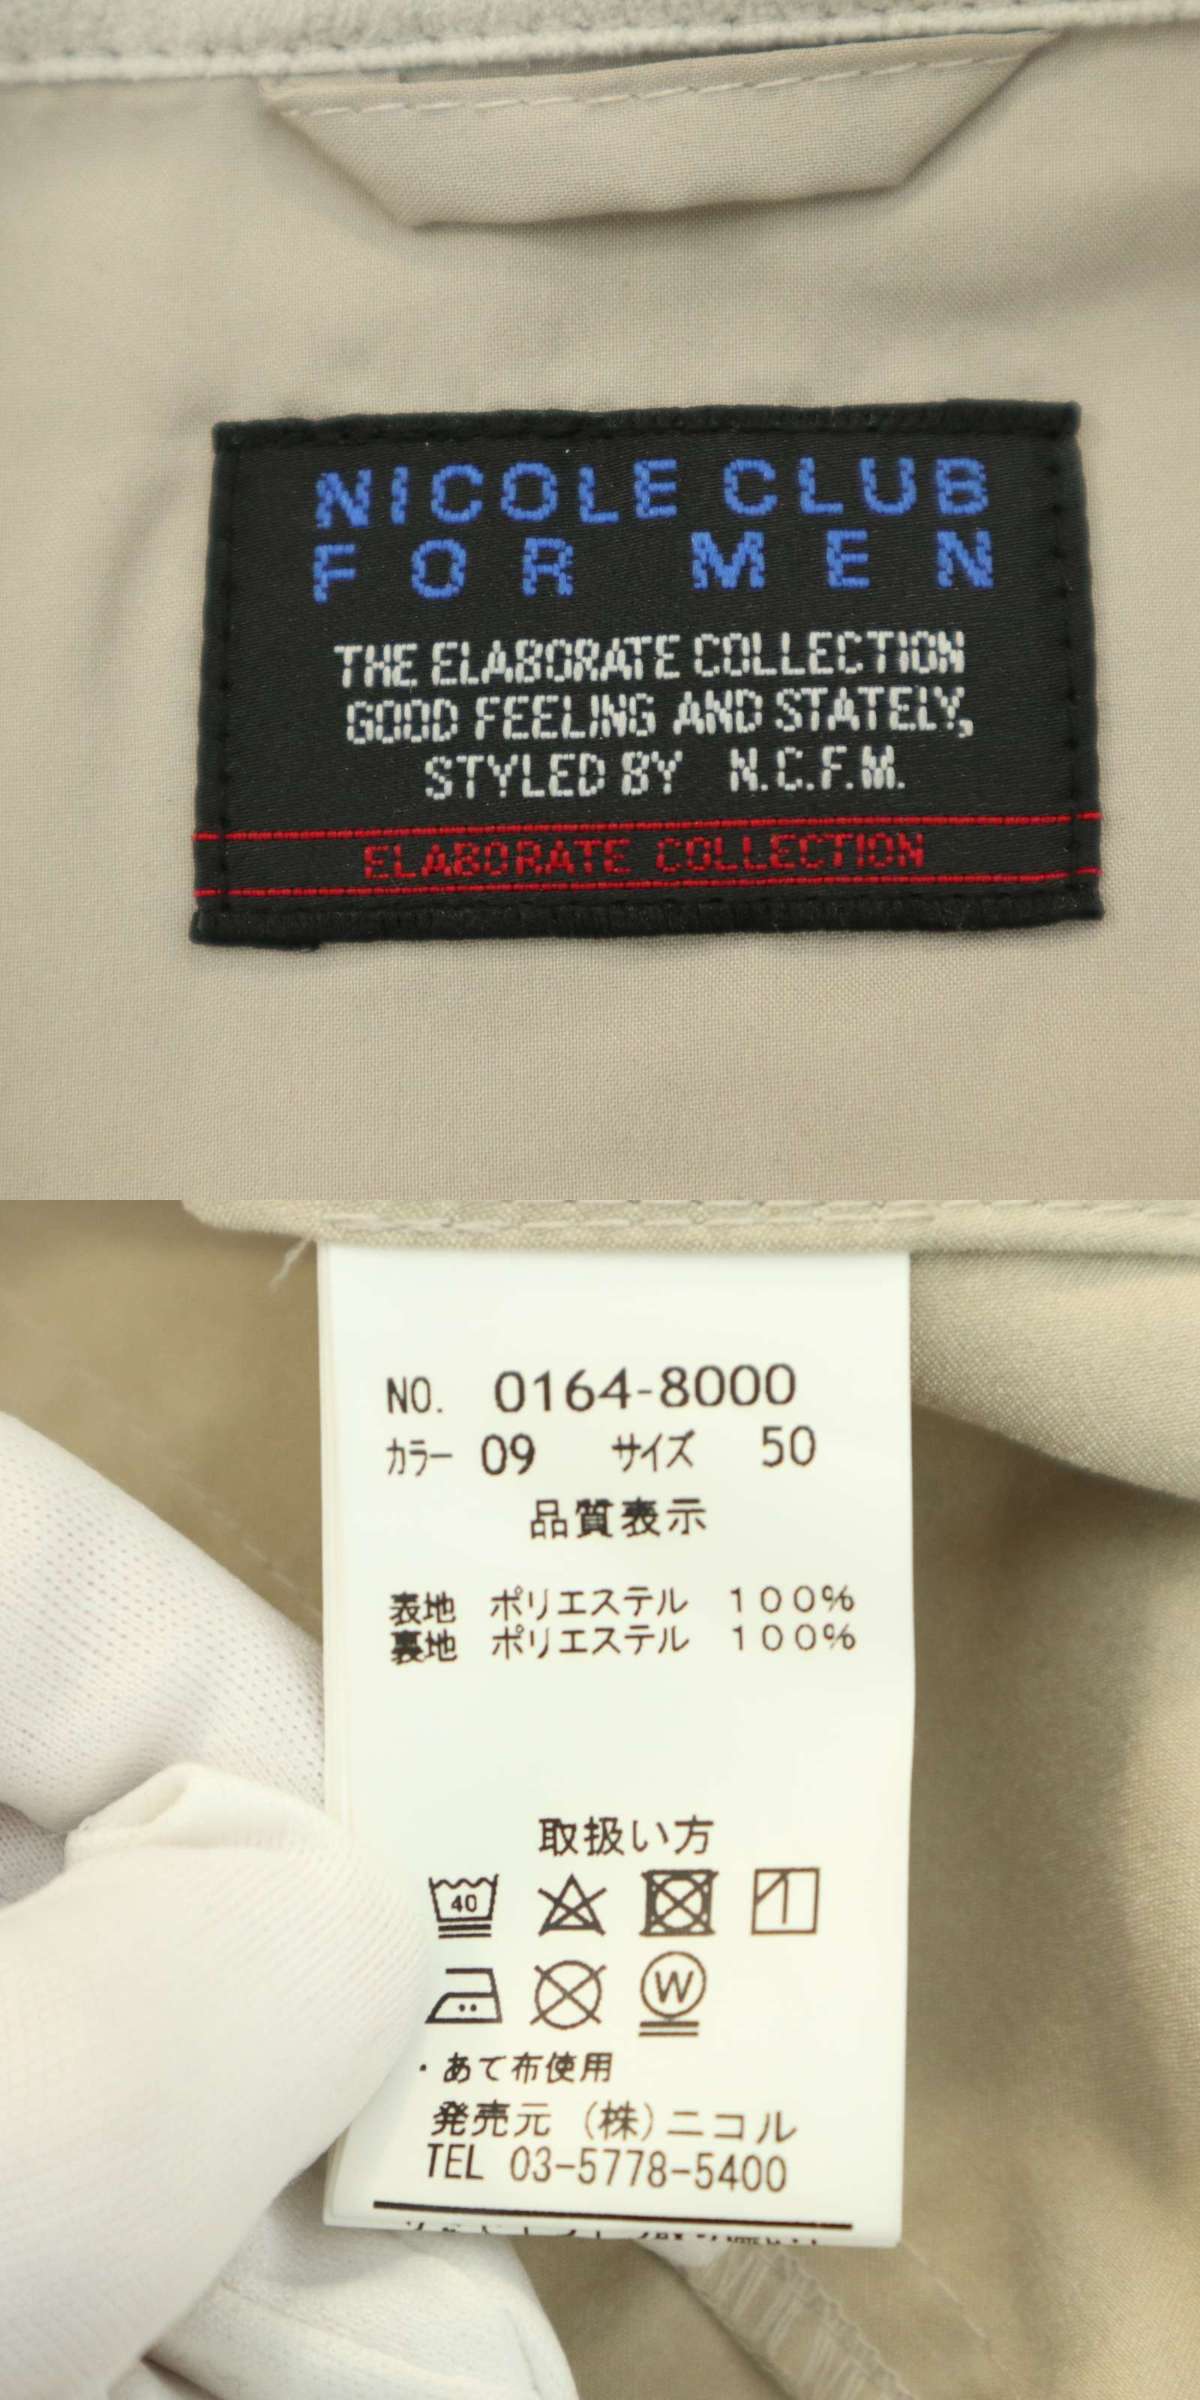 NICOLE CLUB
FOR MEN
THE ELABORATE COLLECTION
GOOD FEELING AND STATELY,
STYLED BY N.C.F.M.
ELABORATE COLLECTION
NO. 0164-8000
カラー 09 サイズ 50
品質表示
表地 ポリエステル 100%
裏地 ポリエステル 100%
取扱い方
40
W
・あて布使用
発売元 (株)ニコル
TEL 03-5778-5400